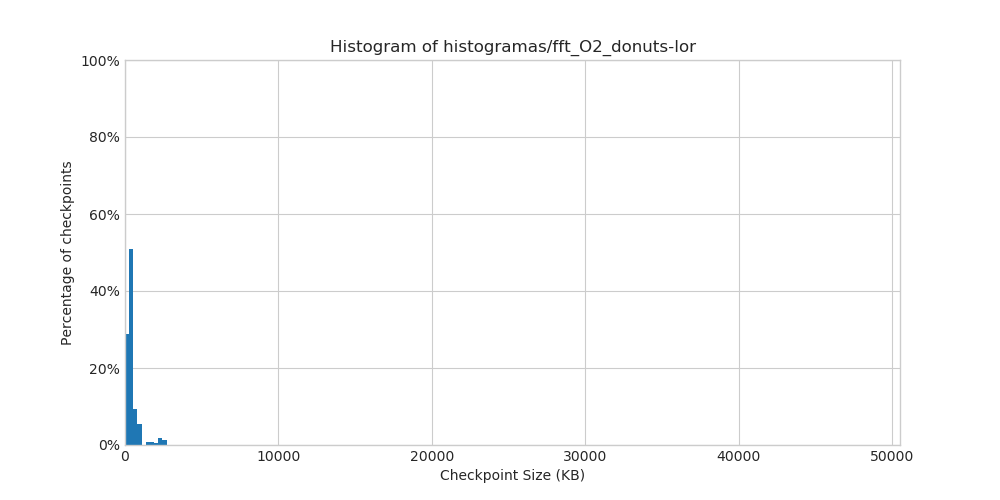 Histogram of histogramas/fft_O2_donuts-lor
100%
80%
60%
40%
20%
0%
Percentage of checkpoints
0 10000 20000 30000 40000 50000
Checkpoint Size (KB)